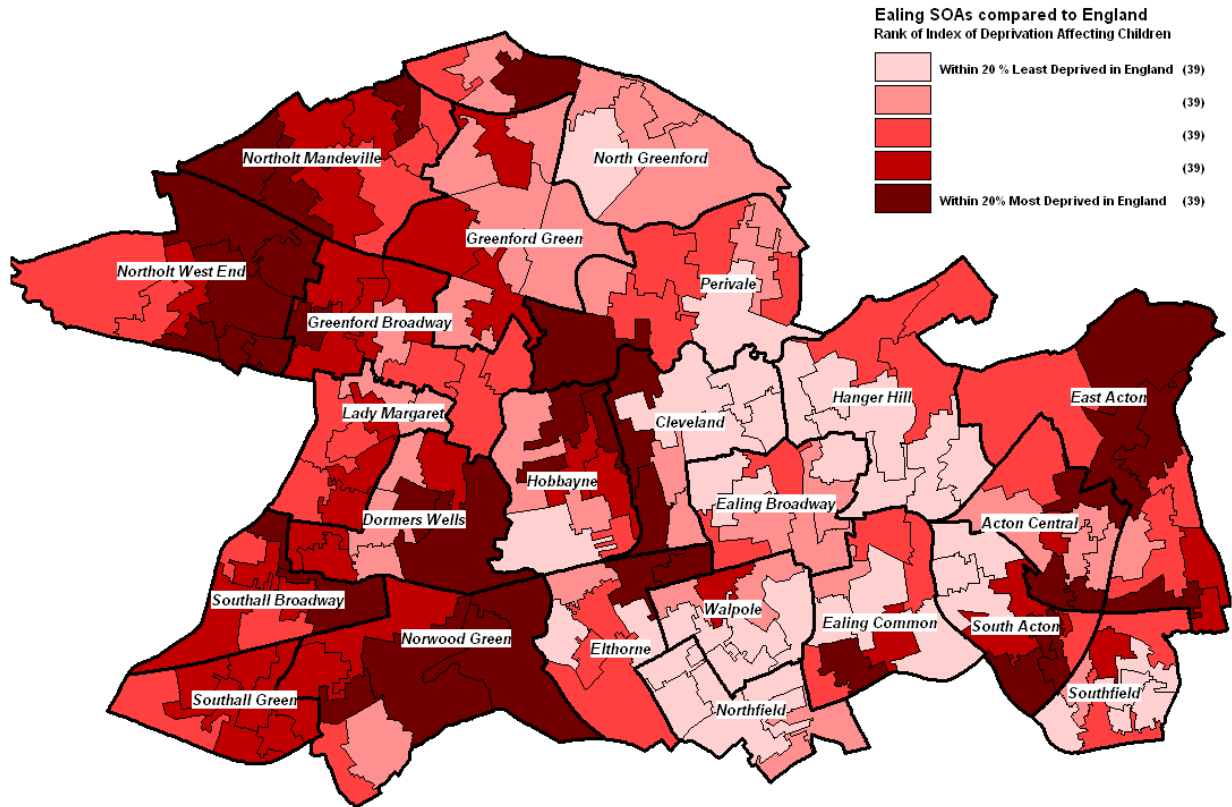 Ealing SOAs compared to England
Rank of Index of Deprivation Affecting Children
Within 20 % Least Deprived in England (39)
(39)
(39)
(39)
Within 20% Most Deprived in England (39)
Northolt Mandeville
North Greenford
Greenford Green
Northolt West End
Perivale
Greenford Broadway
Hanger Hill
East Acton
Lady Margaret
Cleveland
Hobbayne
Ealing Broadway
Dormers Wells
Acton Central
Southall Broadway
Walpole
Norwood Green
Ealing Common
South Acton
Elthorne
Southall Green
Southfield
Northfield